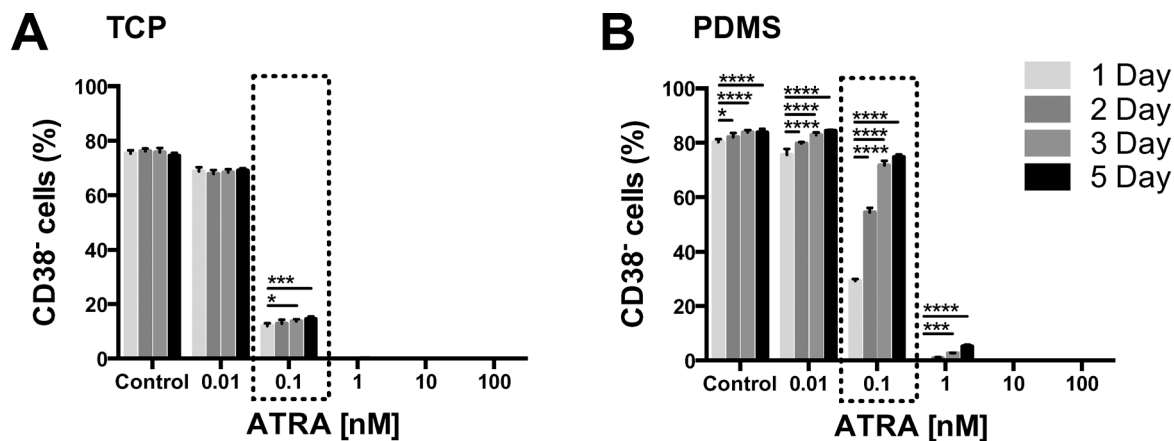 A TCP
CD38⁻ cells (%)
100
80
60
40
20
0
***
*
Control 0.01 0.1 1 10 100
ATRA [nM]
B PDMS
CD38⁻ cells (%)
100
80
60
40
20
0
****
****
*
****
****
****
****
****
****
****
***
Control 0.01 0.1 1 10 100
ATRA [nM]
1 Day
2 Day
3 Day
5 Day